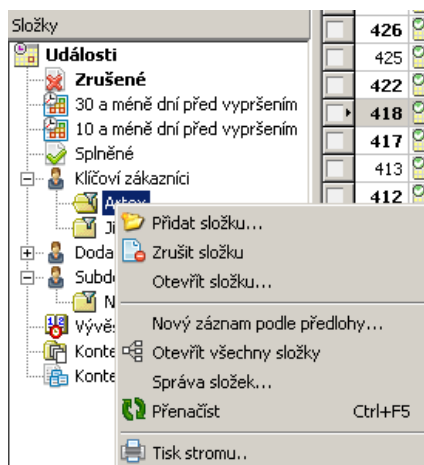 Složky
Události
Zrušené
30 a méně dní před vypršením
10 a méně dní před vypršením
Splněné
Klíčoví zákazníci
Přidat složku...
Zrušit složku
Otevřít složku...
Nový záznam podle předlohy...
Otevřít všechny složky
Správa složek...
Přenačíst Ctrl+F5
Tisk stromu..
426
425
422
418
417
413
412